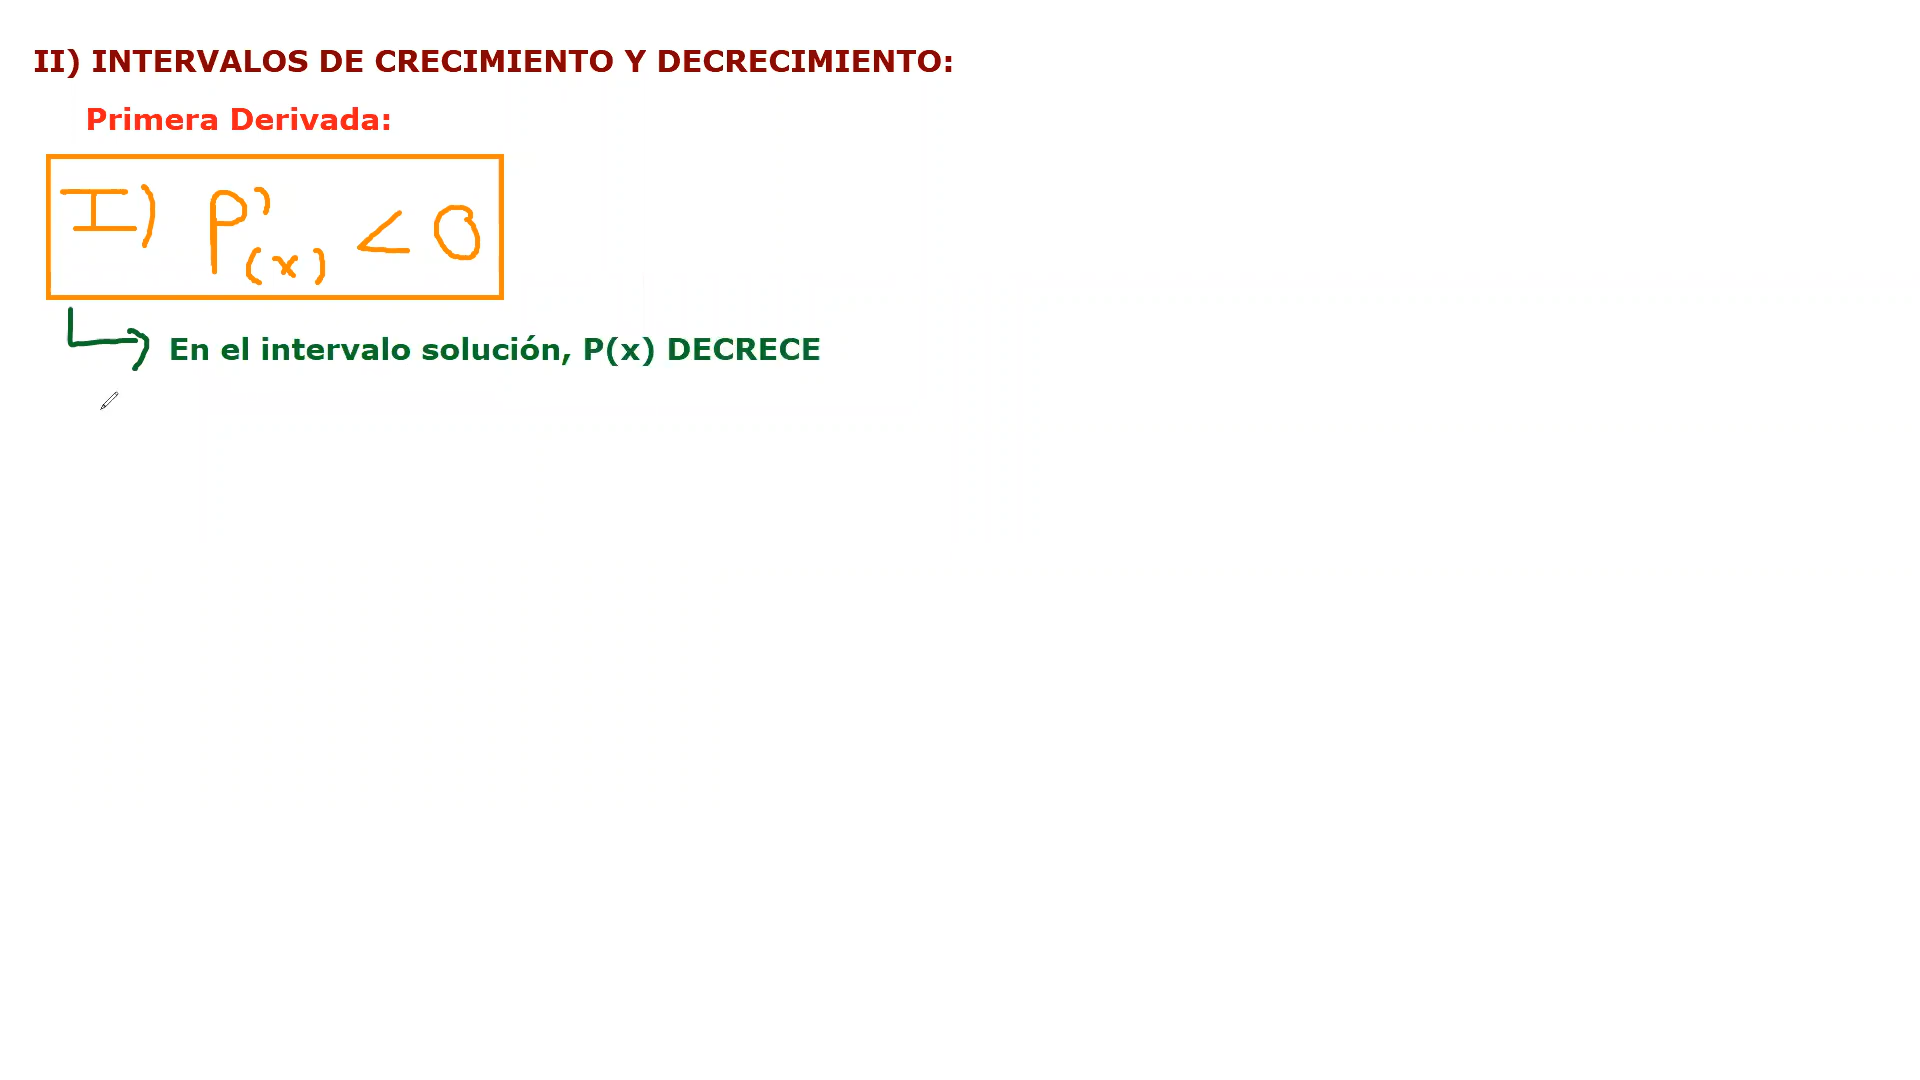 II) INTERVALOS DE CRECIMIENTO Y DECRECIMIENTO:
Primera Derivada:
I) P'(x) < 0
En el intervalo solución, P(x) DECRECE